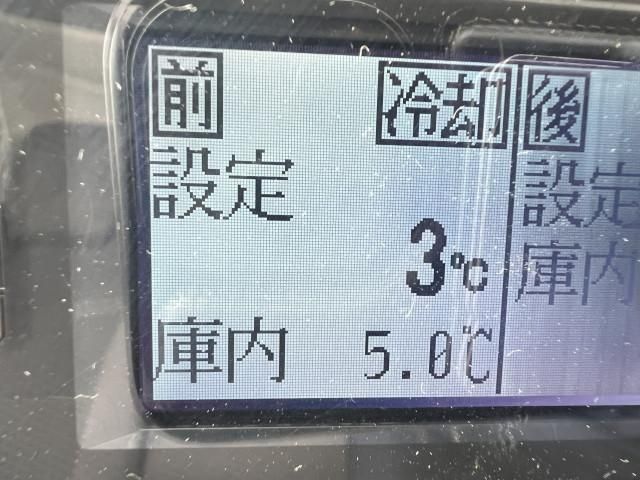 前 冷却 後
設定 設定
3℃
庫内 庫内
5.0℃